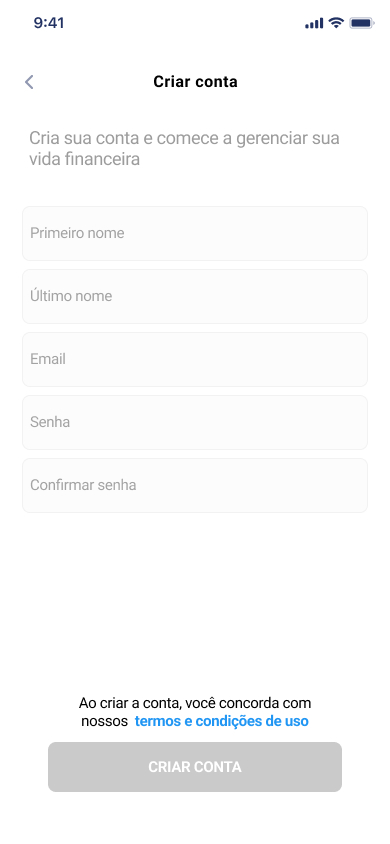 9:41
Criar conta
Cria sua conta e comece a gerenciar sua
vida financeira
Primeiro nome
Último nome
Email
Senha
Confirmar senha
Ao criar a conta, você concorda com
nossos termos e condições de uso
CRIAR CONTA